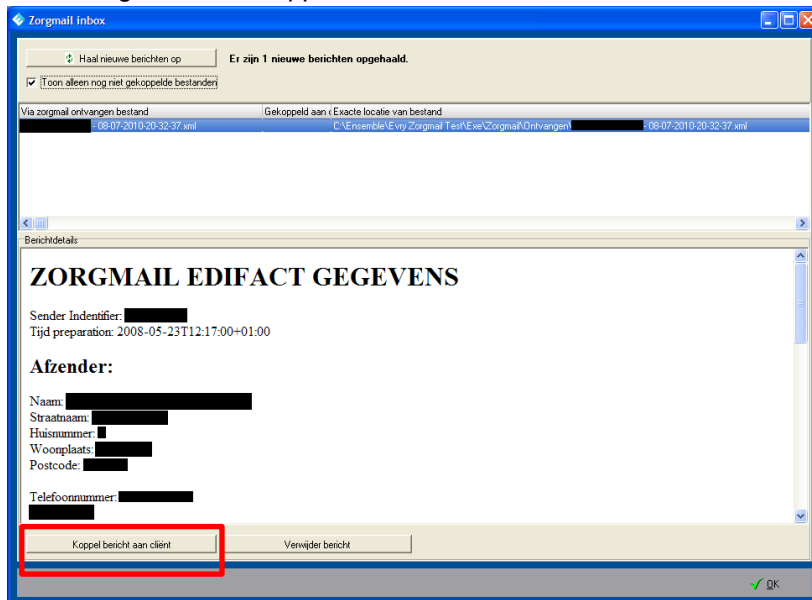 Zorgmail inbox
Haal nieuwe berichten op
Er zijn 1 nieuwe berichten opgehaald.
Toon alleen nog niet gekoppelde bestanden
Via zorgmail ontvangen bestand Gekoppeld aan Exacte locatie van bestand
- 08-07-2010-20-32-37.xml C:\Ensemble\Evry Zorgmail Test\Exe\Zorgmail\Ontvangen\ - 08-07-2010-20-32-37.xml
Berichtdetails
ZORGMAIL EDIFACT GEGEVENS
Sender Indentifier:
Tijd preparation: 2008-05-23T12:17:00+01:00
Afzender:
Naam:
Straatnaam:
Huisnummer:
Woonplaats:
Postcode:
Telefoonnummer:
Koppel bericht aan cliënt
Verwijder bericht
OK